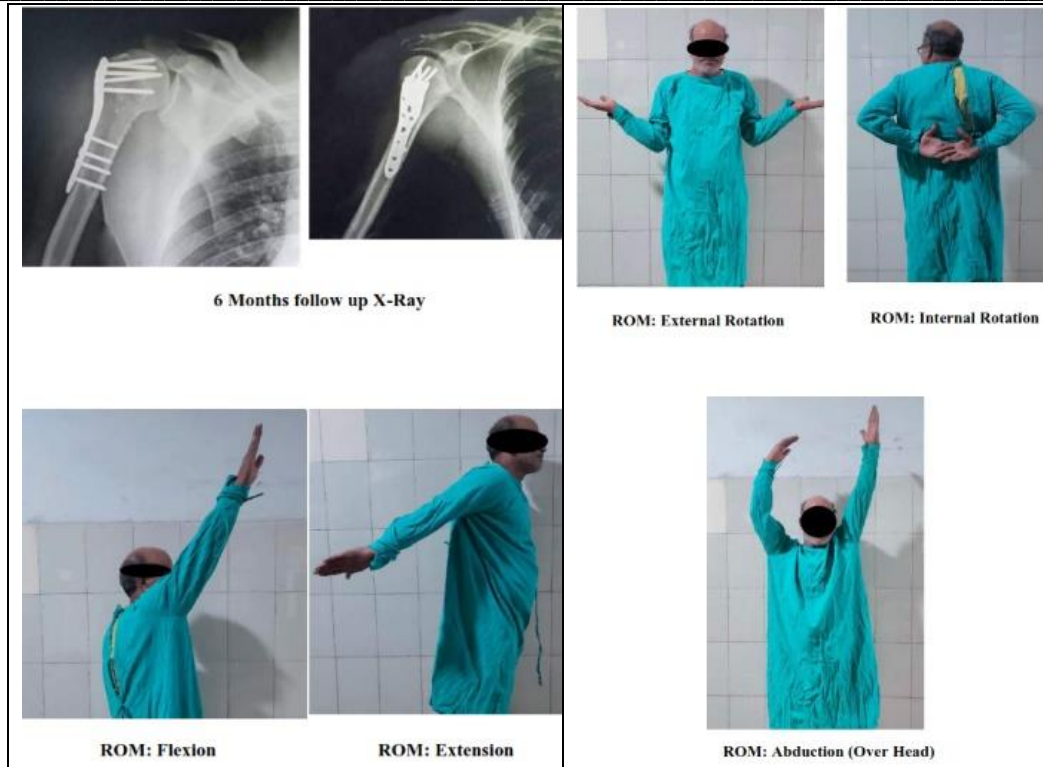 6 Months follow up X-Ray
ROM: External Rotation
ROM: Internal Rotation
ROM: Flexion
ROM: Extension
ROM: Abduction (Over Head)